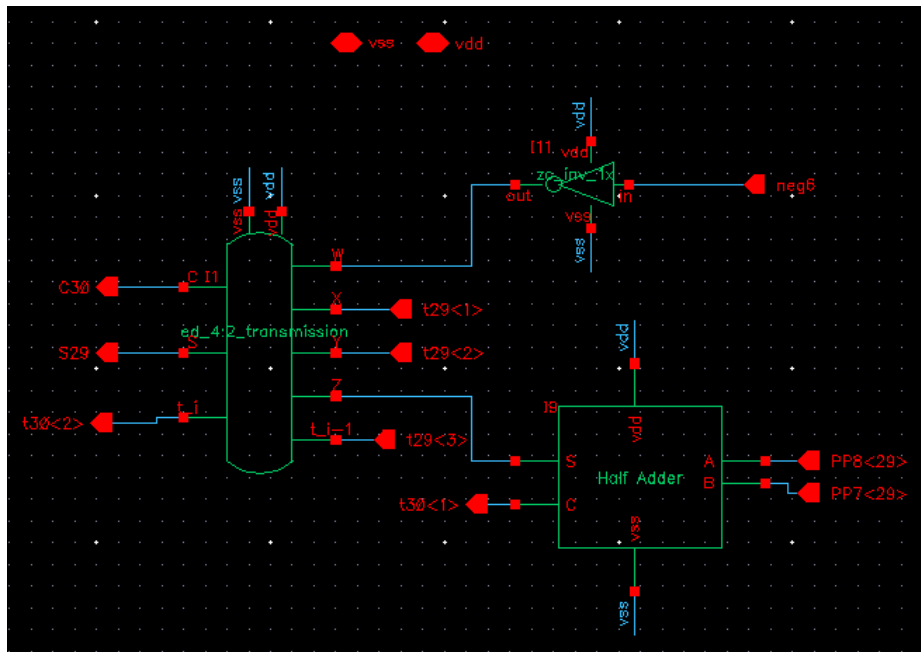 vss vdd
vdd
I11 vdd
zc_inv_1x
out in neg6
vss
vss
vss vdd
vss vdd
W
C30 C I1
X t29<1>
ed_4:2_transmission
S29 S Y t29<2>
vdd
Z
t30<2> t_i
I9 vdd
t_i-1 t29<3>
S A PP8<29>
Half Adder
B PP7<29>
t30<1> C
vss
vss